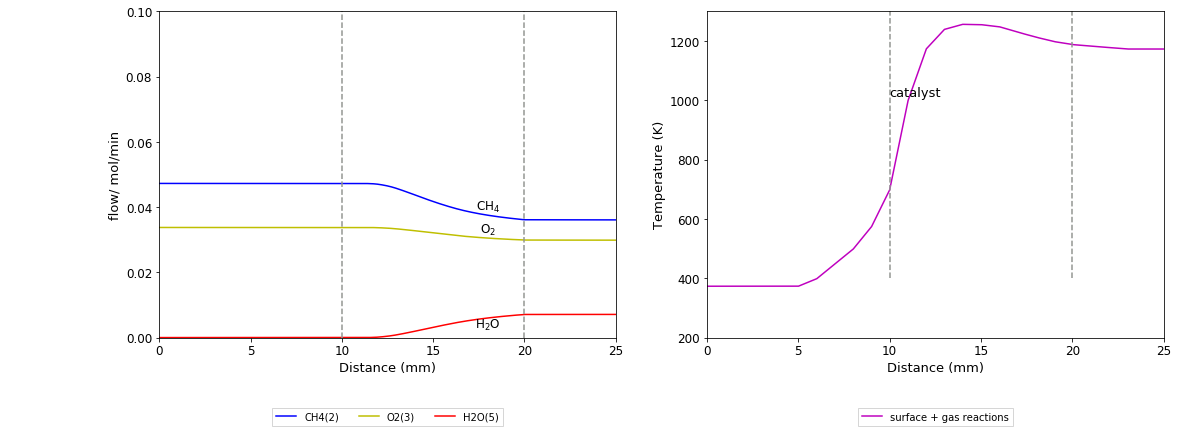 0.10
0.08
0.06
0.04
0.02
0.00
flow/ mol/min
CH₄
O₂
H₂O
0 5 10 15 20 25
Distance (mm)
CH4(2) O2(3) H2O(5)
1200
1000
800
600
400
200
Temperature (K)
catalyst
0 5 10 15 20 25
Distance (mm)
surface + gas reactions